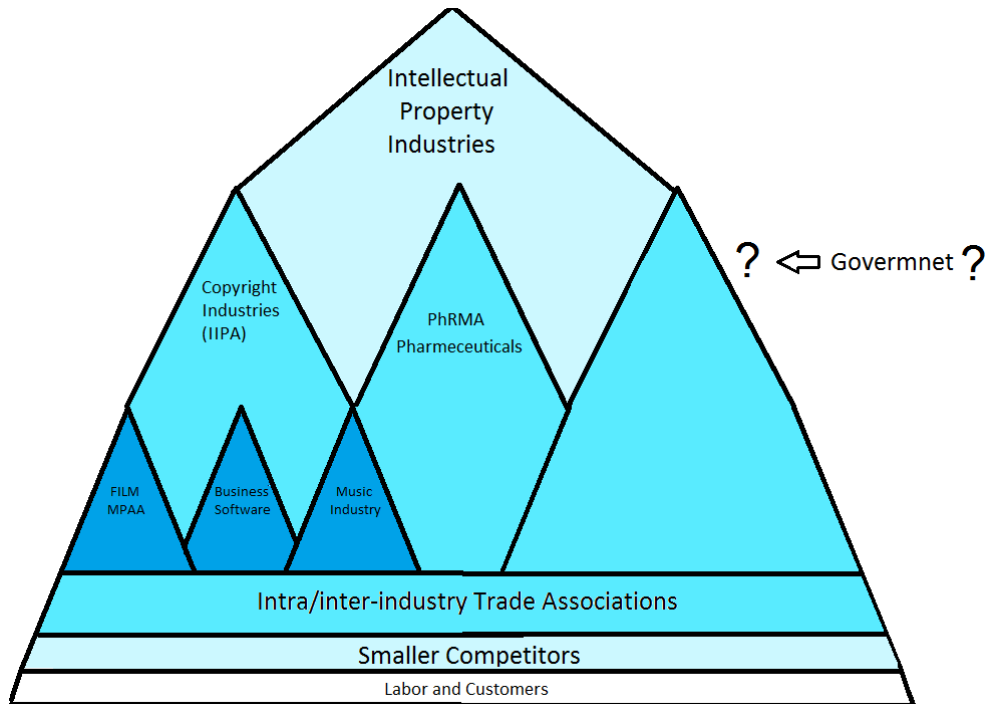 Intellectual
Property
Industries
? ⇦ Govermnet ?
Copyright
Industries
(IIPA)
PhRMA
Pharmeceuticals
FILM
MPAA
Business
Software
Music
Industry
Intra/inter-industry Trade Associations
Smaller Competitors
Labor and Customers